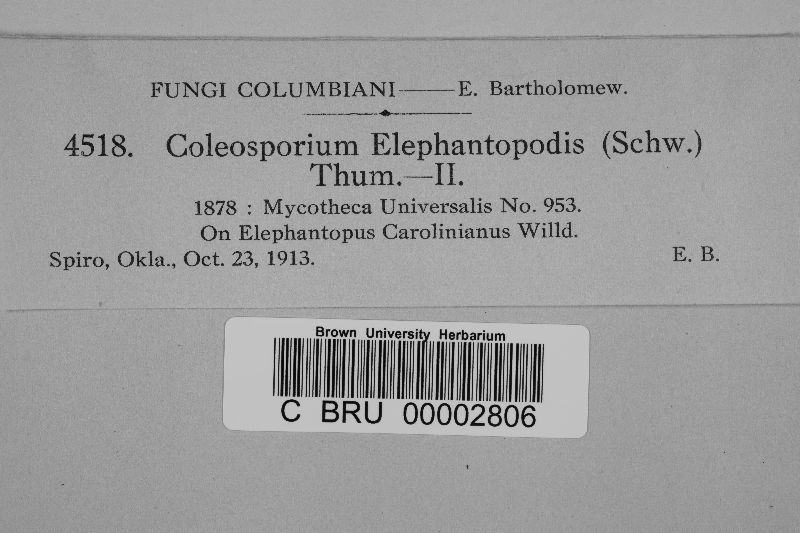 FUNGI COLUMBIANI——E. Bartholomew.
4518. Coleosporium Elephantopodis (Schw.)
Thum.—II.
1878 : Mycotheca Universalis No. 953.
On Elephantopus Carolinianus Willd.
Spiro, Okla., Oct. 23, 1913. E. B.
Brown University Herbarium
C BRU 00002806